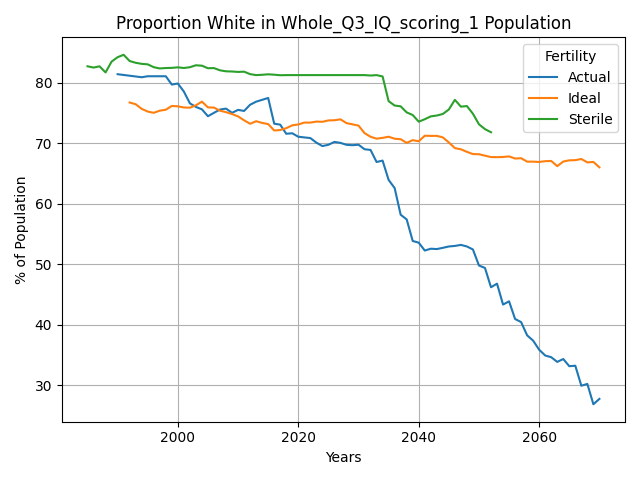 Proportion White in Whole_Q3_IQ_scoring_1 Population
Fertility
Actual
Ideal
Sterile
% of Population
80
70
60
50
40
30
2000
2020
2040
2060
Years